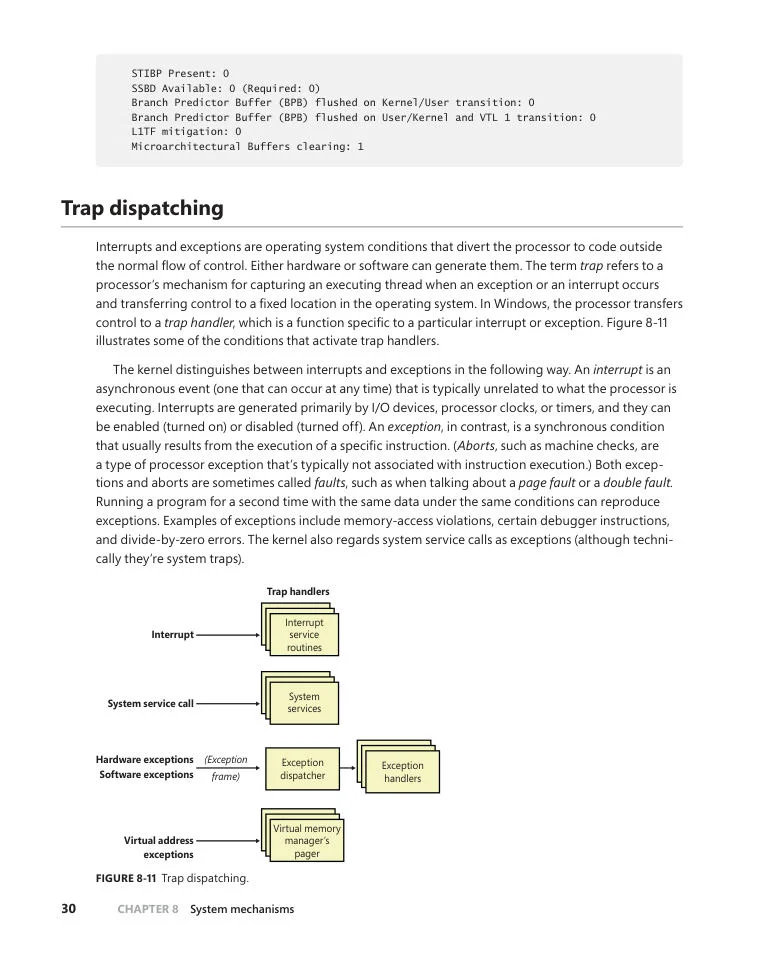 STIBP Present: 0
SSBD Available: 0 (Required: 0)
Branch Predictor Buffer (BPB) flushed on Kernel/User transition: 0
Branch Predictor Buffer (BPB) flushed on User/Kernel and VTL 1 transition: 0
L1TF mitigation: 0
Microarchitectural Buffers clearing: 1
Trap dispatching
Interrupts and exceptions are operating system conditions that divert the processor to code outside
the normal flow of control. Either hardware or software can generate them. The term trap refers to a
processor's mechanism for capturing an executing thread when an exception or an interrupt occurs
and transferring control to a fixed location in the operating system. In Windows, the processor transfers
control to a trap handler, which is a function specific to a particular interrupt or exception. Figure 8-11
illustrates some of the conditions that activate trap handlers.
The kernel distinguishes between interrupts and exceptions in the following way. An interrupt is an
asynchronous event (one that can occur at any time) that is typically unrelated to what the processor is
executing. Interrupts are generated primarily by I/O devices, processor clocks, or timers, and they can
be enabled (turned on) or disabled (turned off). An exception, in contrast, is a synchronous condition
that usually results from the execution of a specific instruction. (Aborts, such as machine checks, are
a type of processor exception that's typically not associated with instruction execution.) Both excep-
tions and aborts are sometimes called faults, such as when talking about a page fault or a double fault.
Running a program for a second time with the same data under the same conditions can reproduce
exceptions. Examples of exceptions include memory-access violations, certain debugger instructions,
and divide-by-zero errors. The kernel also regards system service calls as exceptions (although techni-
cally they're system traps).
Trap handlers
Interrupt
Interrupt
service
routines
System service call
System
services
Hardware exceptions
Software exceptions
(Exception
frame)
Exception
dispatcher
Exception
handlers
Virtual address
exceptions
Virtual memory
manager's
pager
FIGURE 8-11 Trap dispatching.
30 CHAPTER 8 System mechanisms